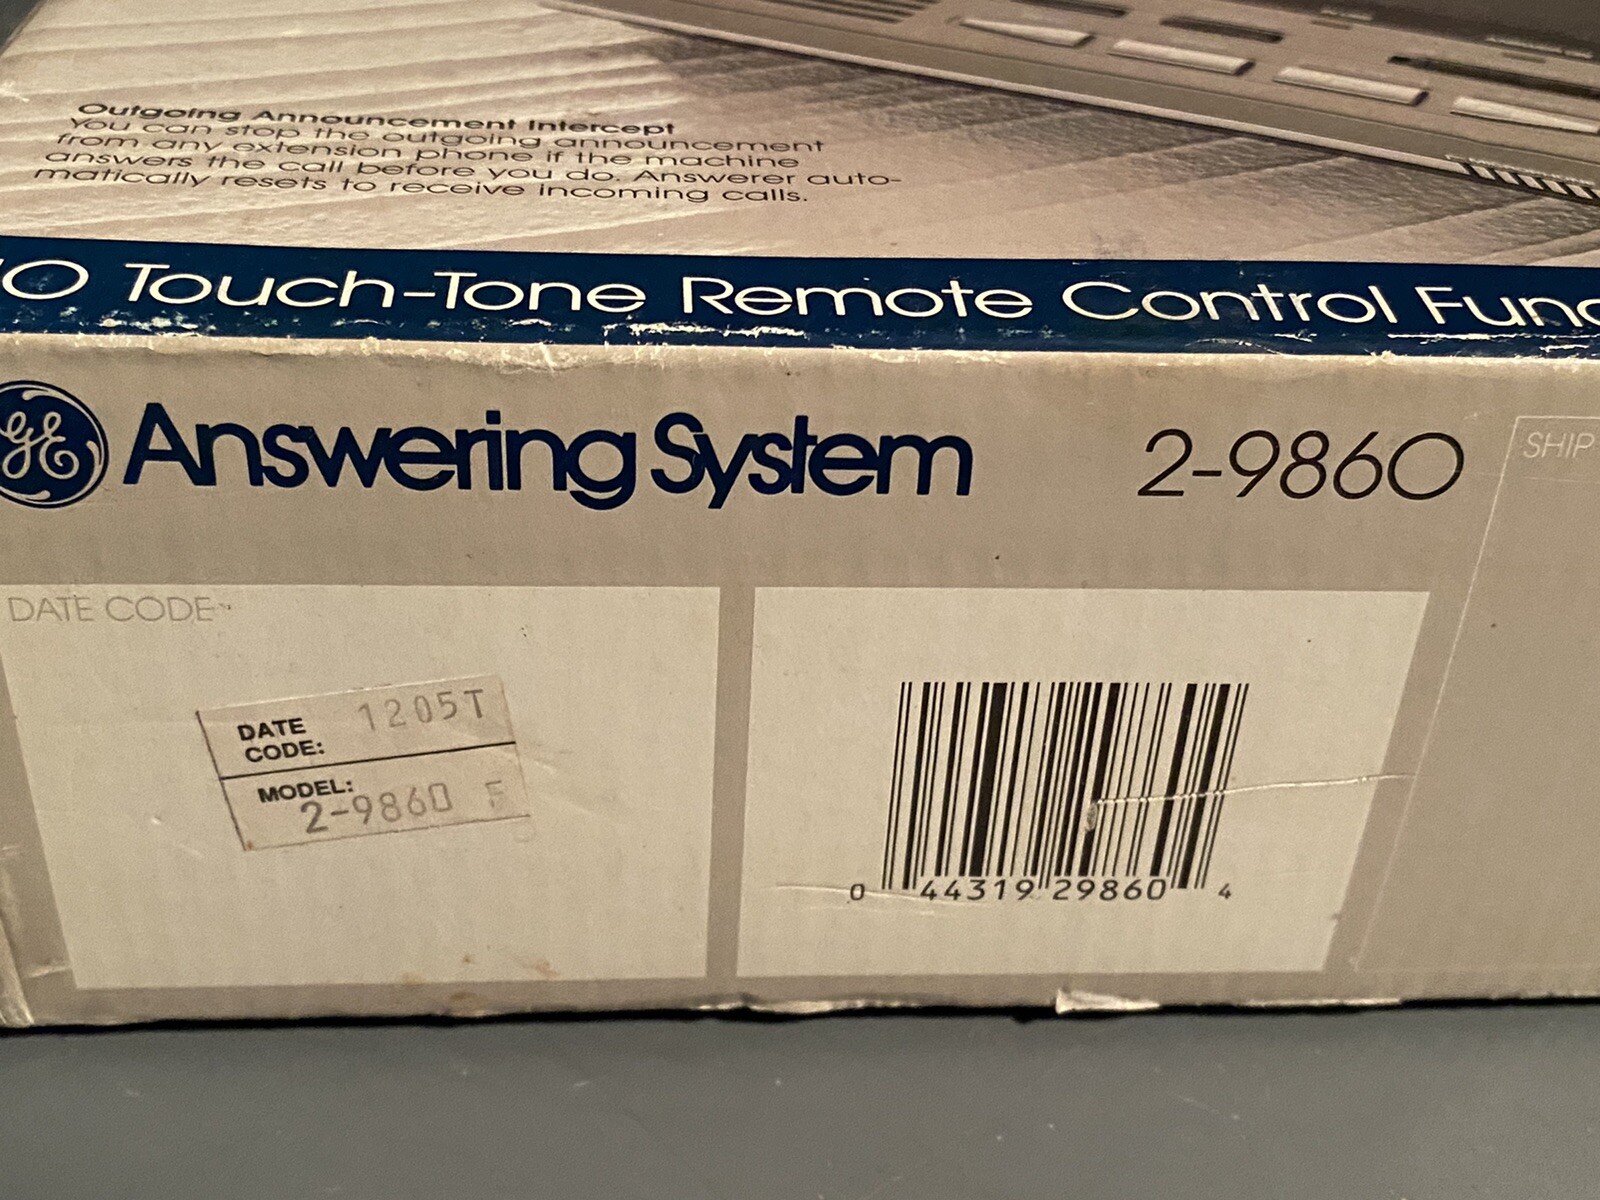 Outgoing Announcement Intercept
You can stop the outgoing announcement
from any extension phone if the machine
answers the call before you do. Answerer auto-
matically resets to receive incoming calls.
10 Touch-Tone Remote Control Func
GE Answering System 2-9860
SHIP
DATE CODE
DATE CODE: 1205T
MODEL: 2-9860 F
0 44319 29860 4